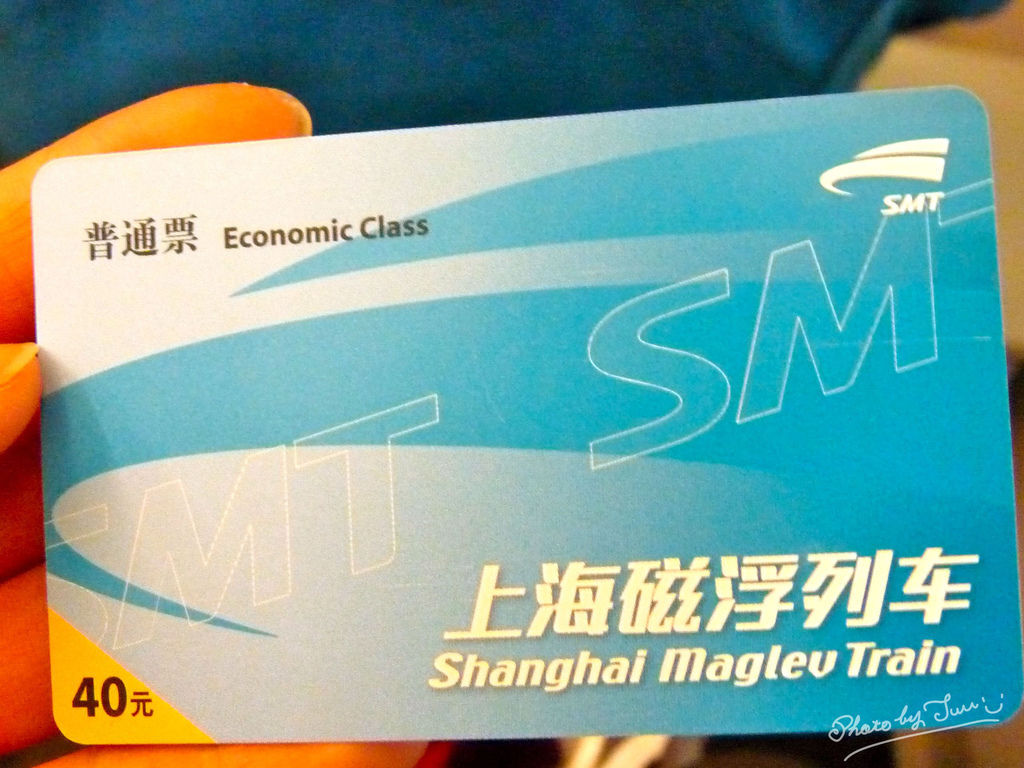 普通票 Economic Class
SMT
SMT
SMT
上海磁浮列车
Shanghai Maglev Train
40元
Photo by